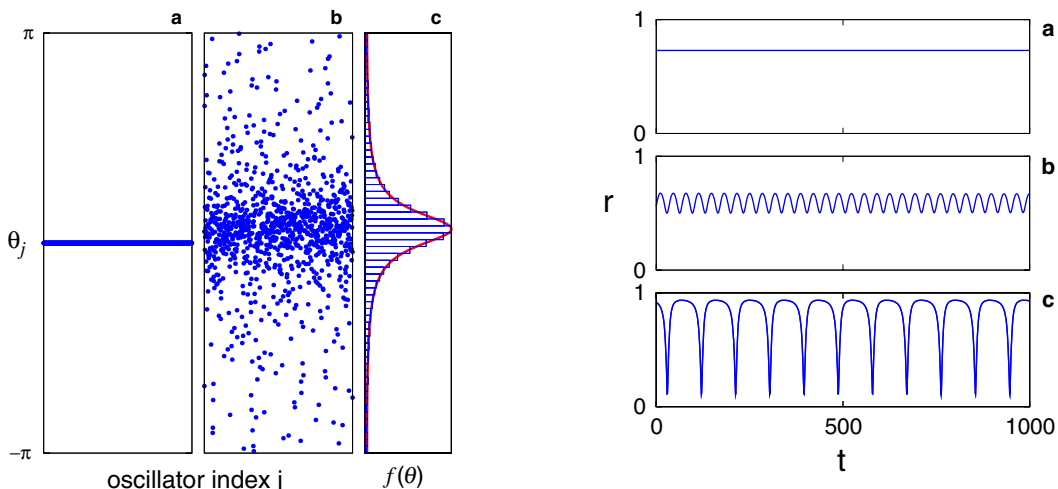 a b c
π
θj
−π
oscillator index j
f(θ)
1
a
0
1
b
r
0
1
c
0
0 500 1000
t